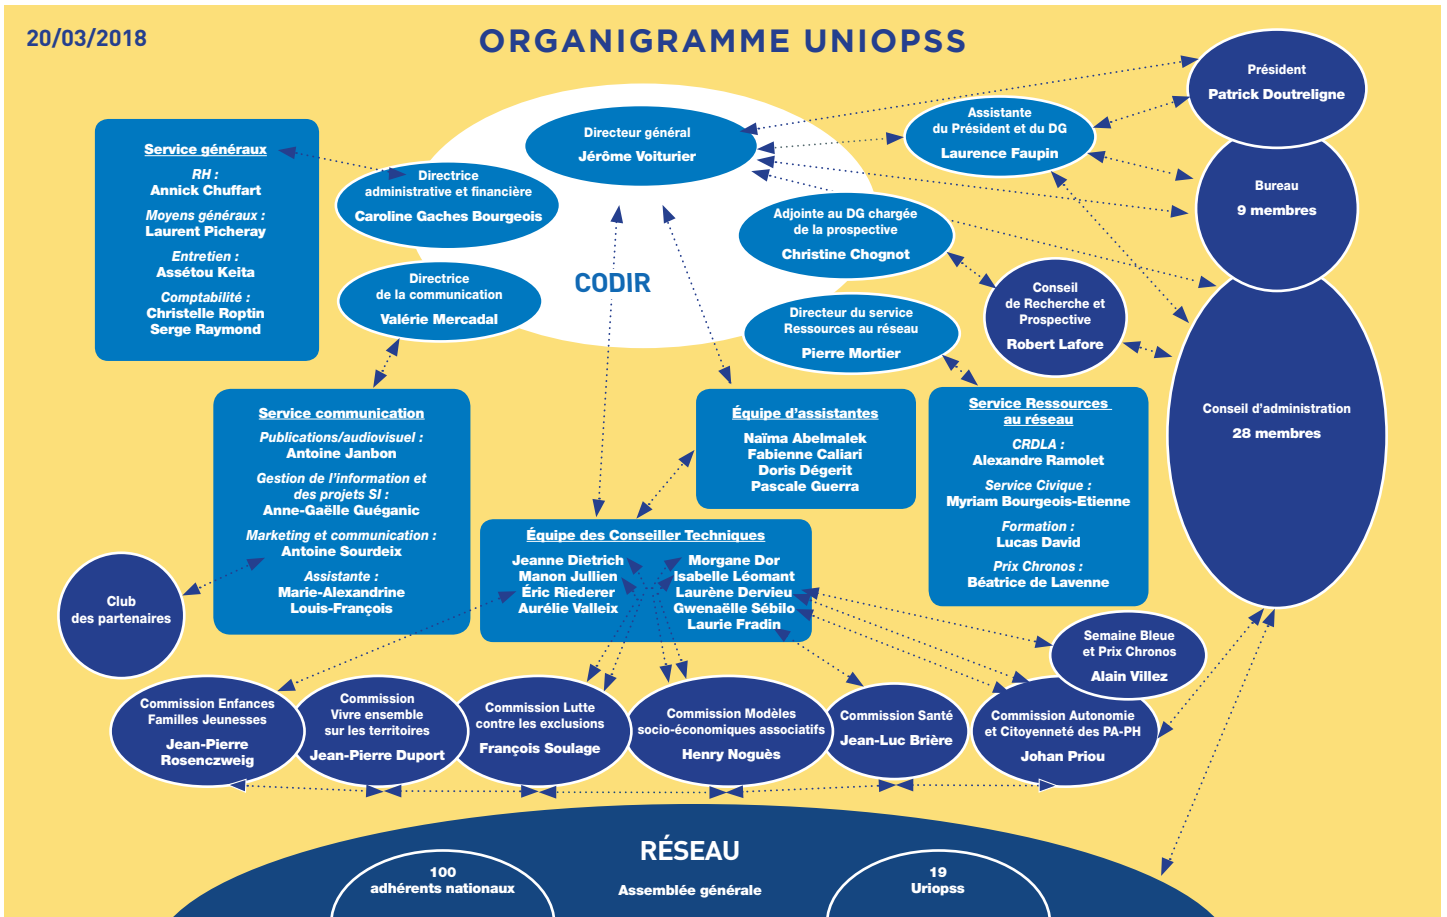 20/03/2018
ORGANIGRAMME UNIOPSS
Président
Patrick Doutreligne
Assistante
du Président et du DG
Laurence Faupin
Directeur général
Jérôme Voiturier
Service généraux
RH :
Annick Chuffart
Moyens généraux :
Laurent Picheray
Entretien :
Assétou Keita
Comptabilité :
Christelle Roptin
Serge Raymond
Directrice
administrative et financière
Caroline Gaches Bourgeois
Bureau
9 membres
Adjointe au DG chargée
de la prospective
Christine Chognot
CODIR
Directrice
de la communication
Valérie Mercadal
Conseil
de Recherche et
Prospective
Robert Lafore
Directeur du service
Ressources au réseau
Pierre Mortier
Conseil d'administration
28 membres
Service communication
Publications/audiovisuel :
Antoine Janbon
Gestion de l'information et
des projets SI :
Anne-Gaëlle Guéganic
Marketing et communication :
Antoine Sourdeix
Assistante :
Marie-Alexandrine
Louis-François
Équipe d'assistantes
Naïma Abelmalek
Fabienne Caliari
Doris Dégerit
Pascale Guerra
Service Ressources
au réseau
CRDLA :
Alexandre Ramolet
Service Civique :
Myriam Bourgeois-Etienne
Formation :
Lucas David
Prix Chronos :
Béatrice de Lavenne
Équipe des Conseiller Techniques
Jeanne Dietrich
Manon Jullien
Éric Riederer
Aurélie Valleix
Morgane Dor
Isabelle Léomant
Laurène Dervieu
Gwenaëlle Sébilo
Laurie Fradin
Club
des partenaires
Semaine Bleue
et Prix Chronos
Alain Villez
Commission Enfances
Familles Jeunesses
Jean-Pierre
Rosenczweig
Commission
Vivre ensemble
sur les territoires
Jean-Pierre Duport
Commission Lutte
contre les exclusions
François Soulage
Commission Modèles
socio-économiques associatifs
Henry Noguès
Commission Santé
Jean-Luc Brière
Commission Autonomie
et Citoyenneté des PA-PH
Johan Priou
RÉSEAU
Assemblée générale
100
adhérents nationaux
19
Uriopss